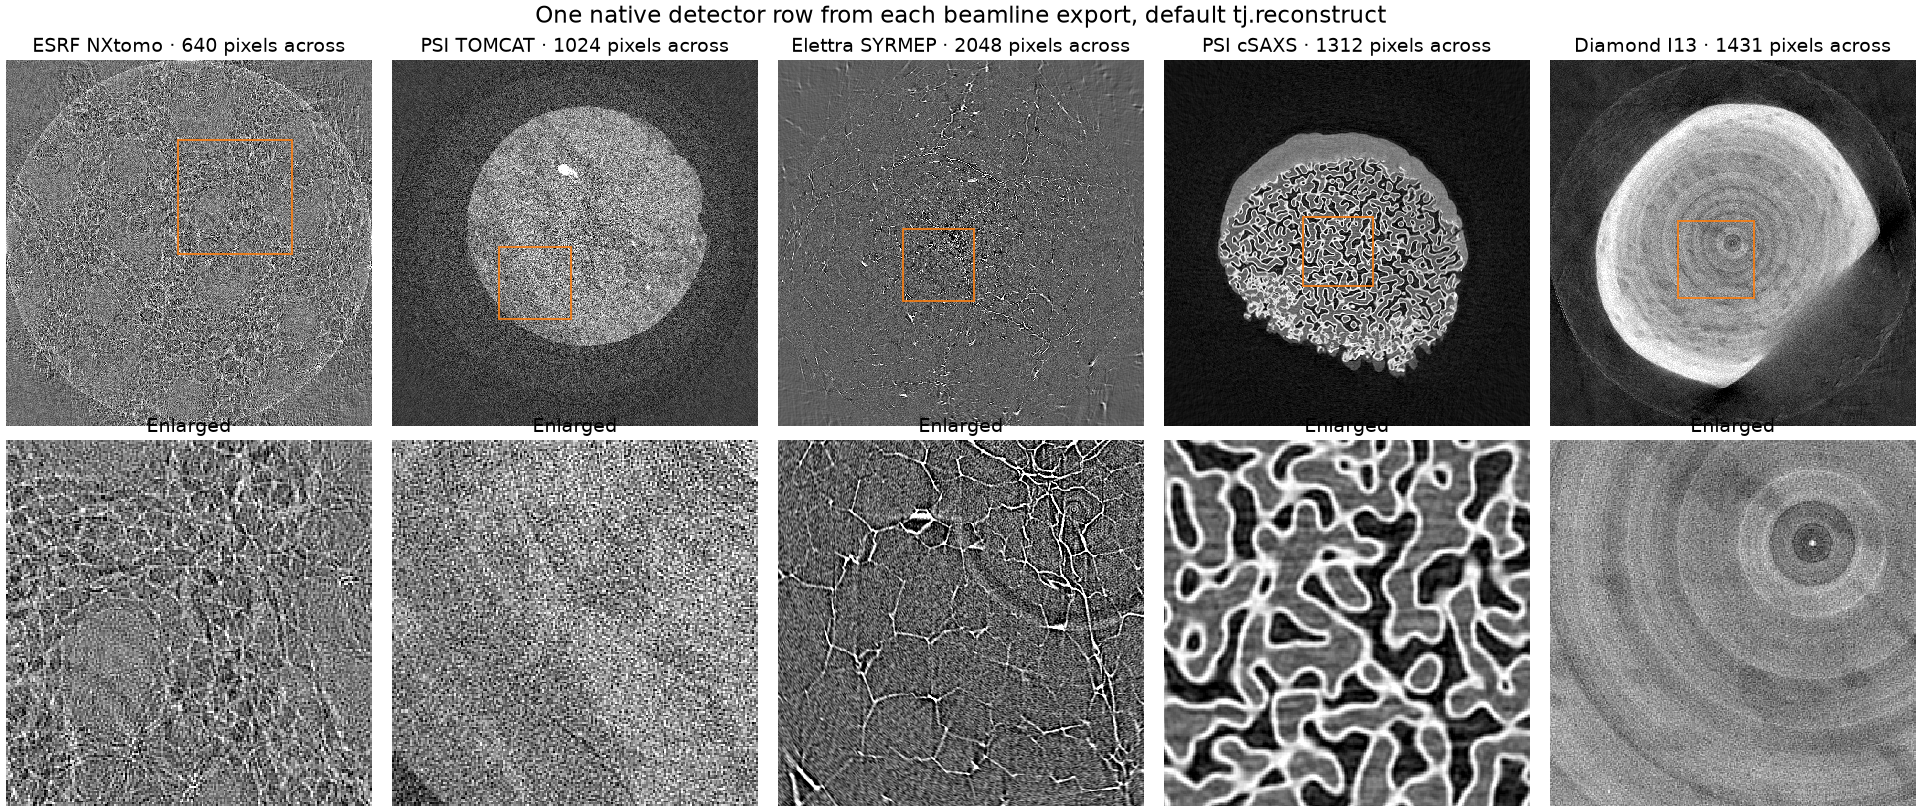 One native detector row from each beamline export, default tj.reconstruct
ESRF NXtomo · 640 pixels across
PSI TOMCAT · 1024 pixels across
Elettra SYRMEP · 2048 pixels across
PSI cSAXS · 1312 pixels across
Diamond I13 · 1431 pixels across
Enlarged
Enlarged
Enlarged
Enlarged
Enlarged